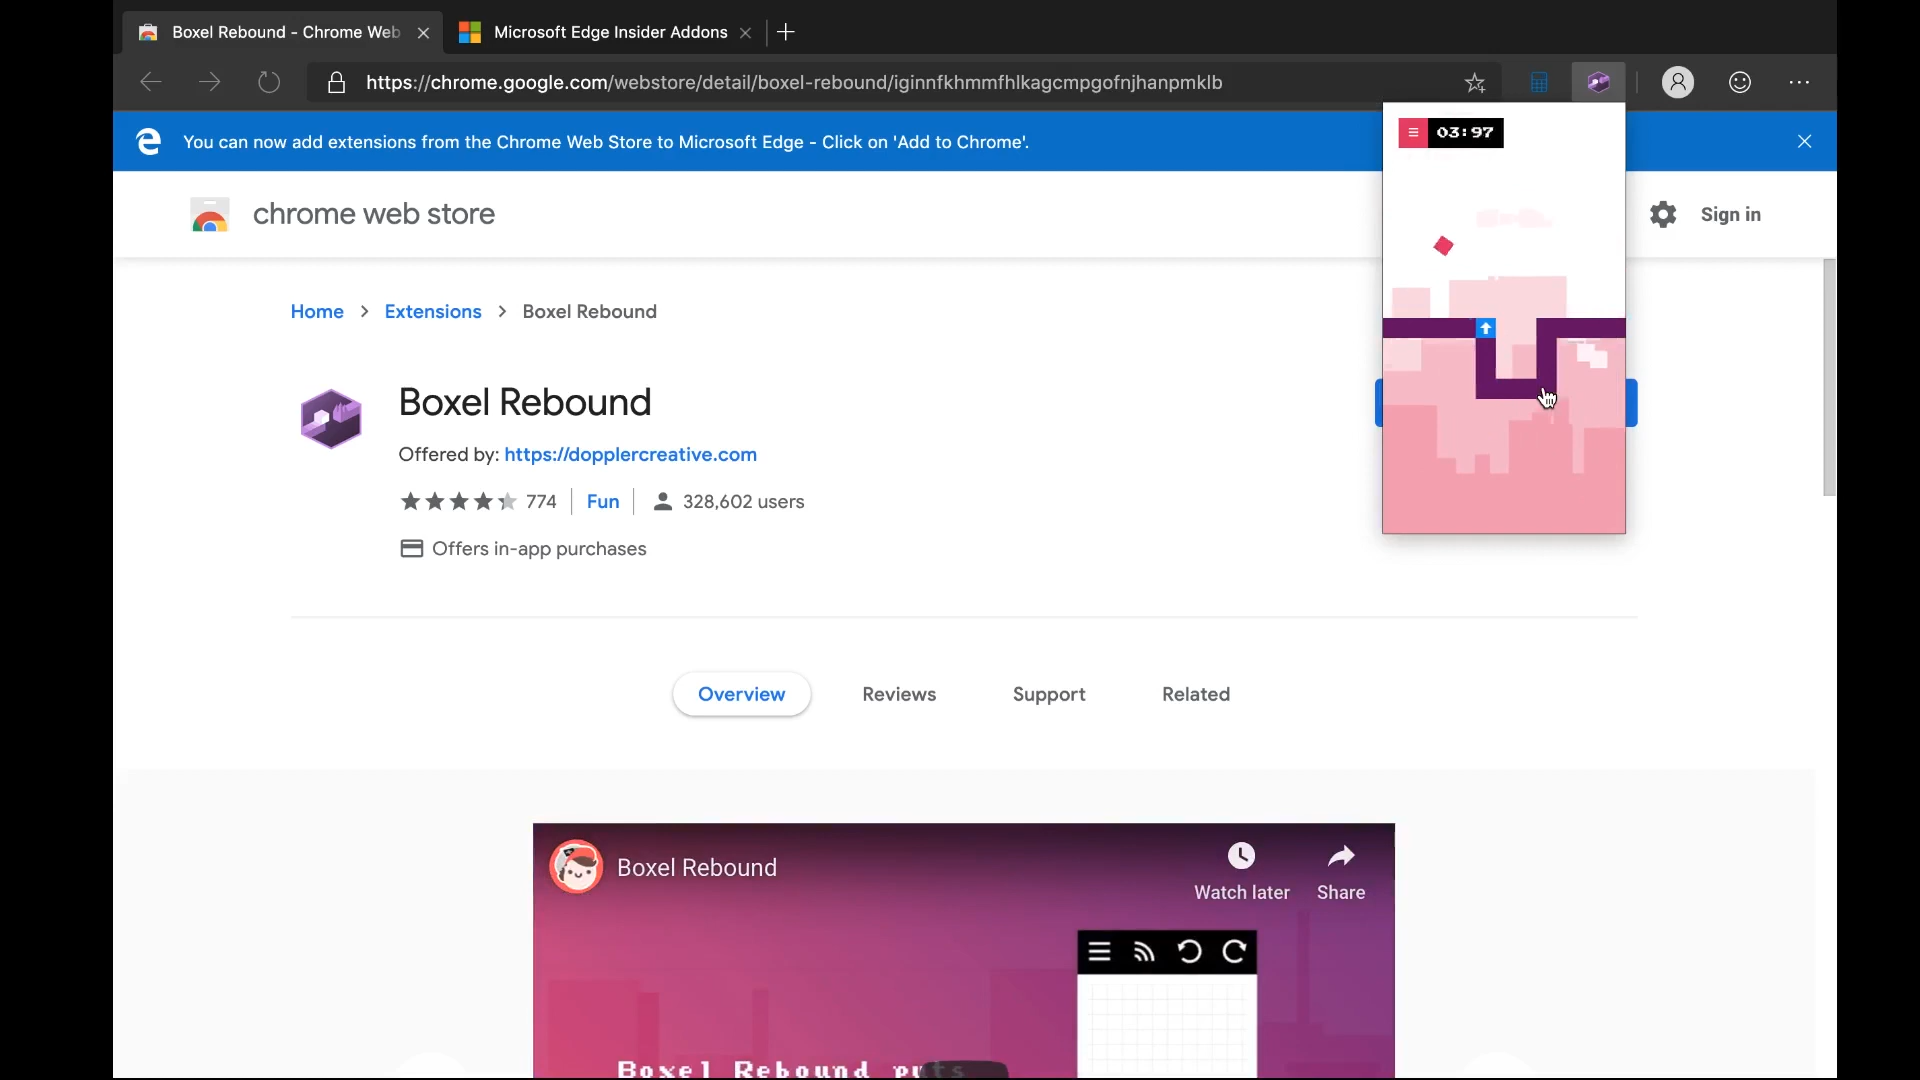 Boxel Rebound - Chrome Web
Microsoft Edge Insider Addons
https://chrome.google.com/webstore/detail/boxel-rebound/iginnfkhmmfhlkagcmpgofnjhanpmklb
You can now add extensions from the Chrome Web Store to Microsoft Edge - Click on 'Add to Chrome'.
03:97
chrome web store
Sign in
Home > Extensions > Boxel Rebound
Boxel Rebound
Offered by: https://dopplercreative.com
774 Fun 328,602 users
Offers in-app purchases
Overview Reviews Support Related
Boxel Rebound
Watch later Share
Boxel Rebound puts